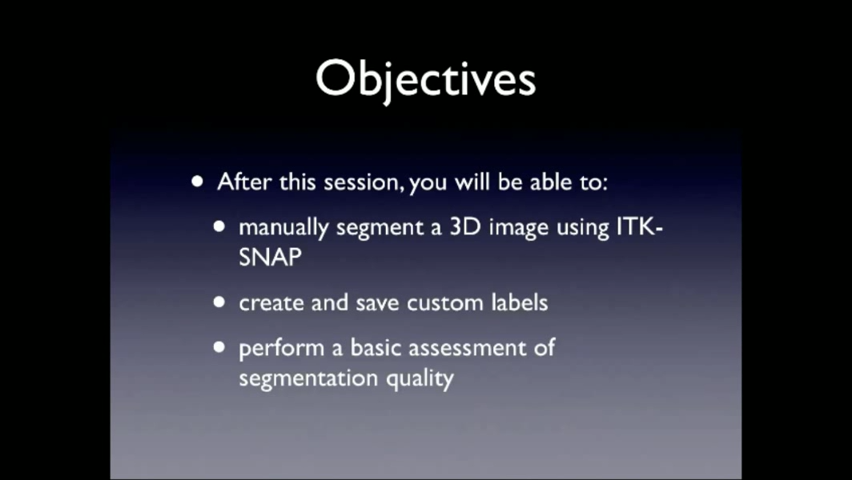 Objectives
• After this session, you will be able to:
• manually segment a 3D image using ITK-
SNAP
• create and save custom labels
• perform a basic assessment of
segmentation quality